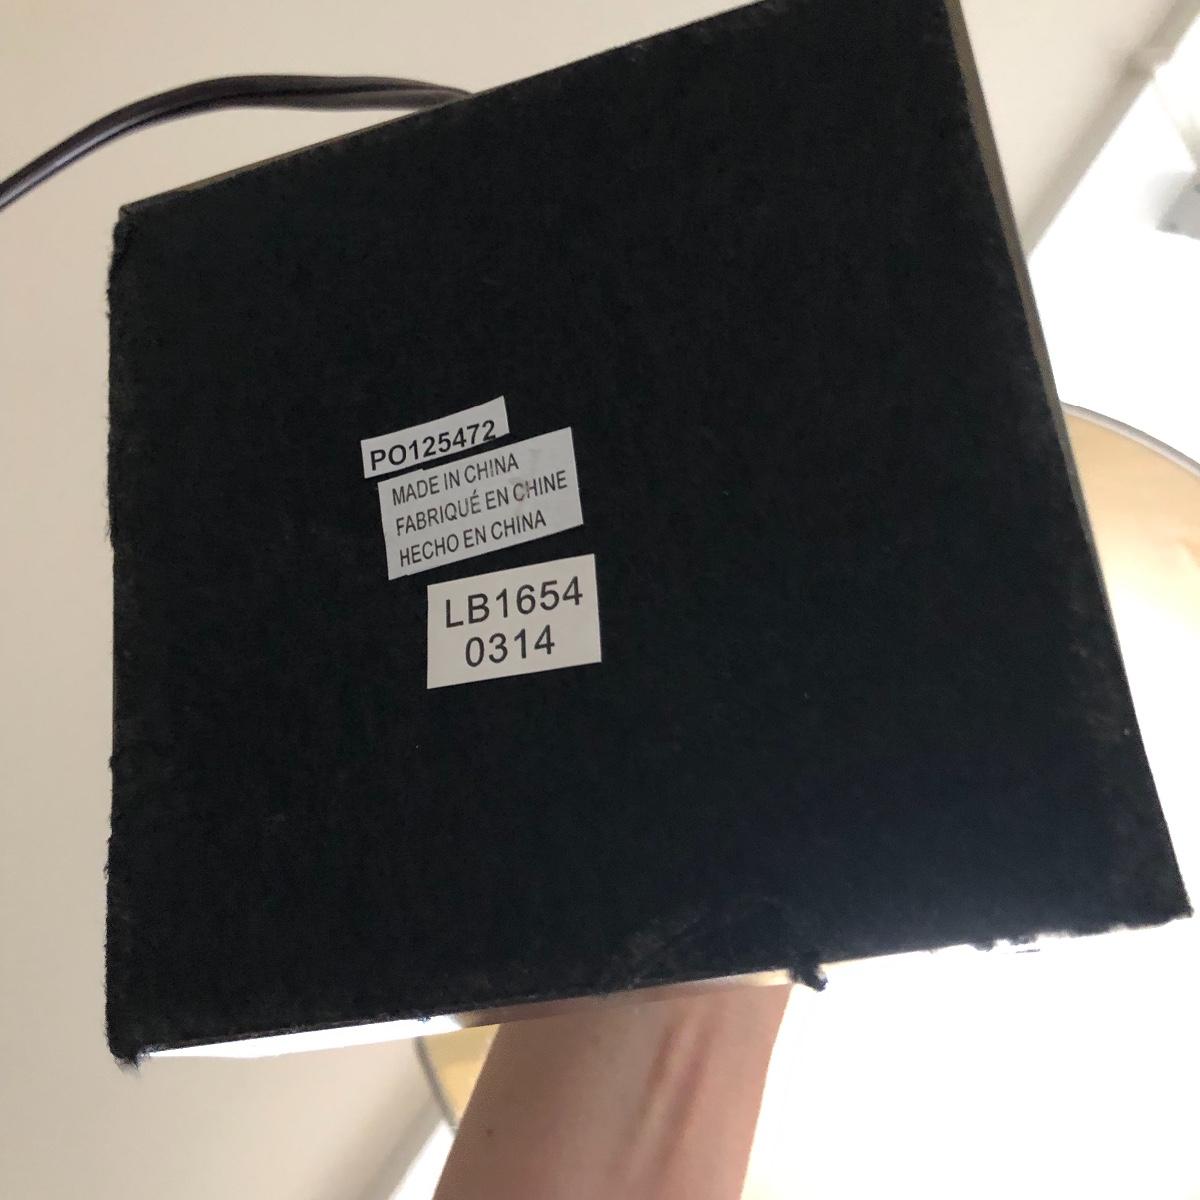 PO125472
MADE IN CHINA
FABRIQUÉ EN CHINE
HECHO EN CHINA
LB1654
0314